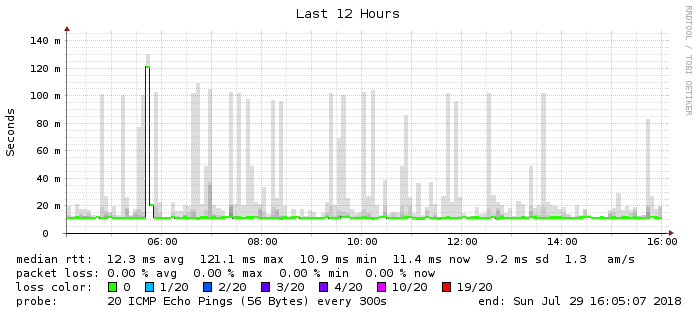 Last 12 Hours
RRDTOOL / TOBI OETIKER
Seconds
140 m
120 m
100 m
80 m
60 m
40 m
20 m
0
06:00 08:00 10:00 12:00 14:00 16:00
median rtt: 12.3 ms avg 121.1 ms max 10.9 ms min 11.4 ms now 9.2 ms sd 1.3 am/s
packet loss: 0.00 % avg 0.00 % max 0.00 % min 0.00 % now
loss color: 0 1/20 2/20 3/20 4/20 10/20 19/20
probe: 20 ICMP Echo Pings (56 Bytes) every 300s end: Sun Jul 29 16:05:07 2018